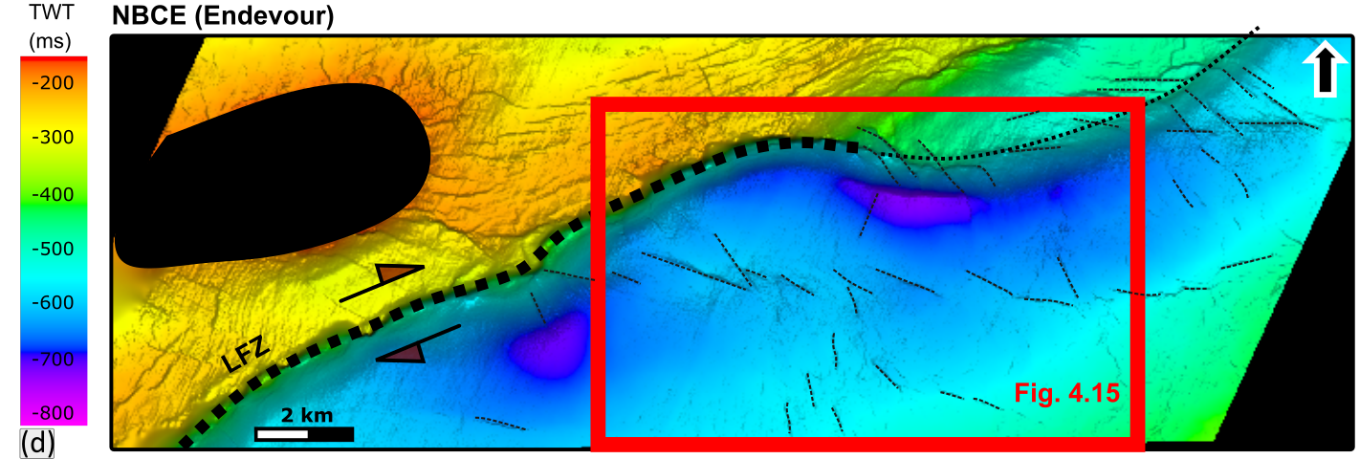 TWT
(ms)
NBCE (Endevour)
-200
-300
-400
-500
-600
-700
-800
LFZ
2 km
Fig. 4.15
(d)